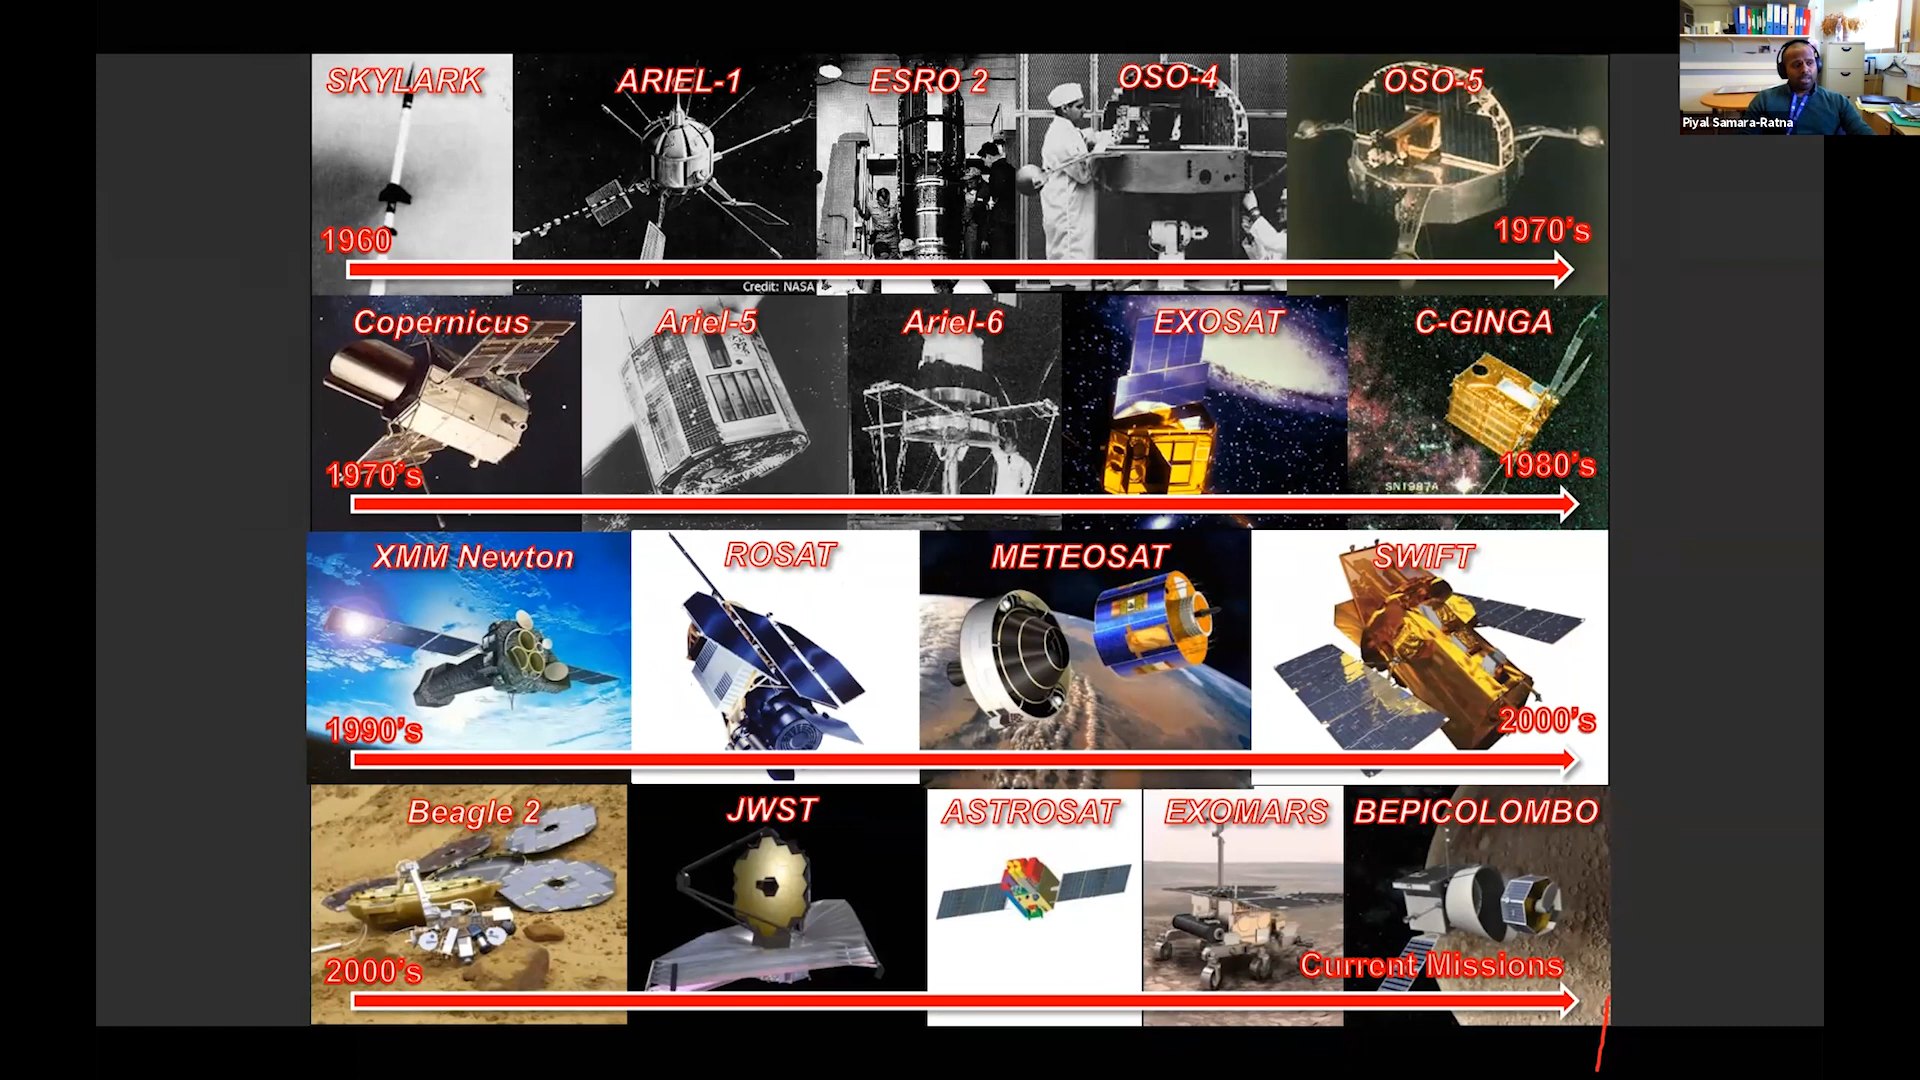 SKYLARK
ARIEL-1
ESRO 2
OSO-4
OSO-5
Piyal Samara-Ratna
1960
1970's
Credit: NASA
Copernicus
Ariel-5
Ariel-6
EXOSAT
C-GINGA
1970's
1980's
SN1987A
XMM Newton
ROSAT
METEOSAT
SWIFT
1990's
2000's
Beagle 2
JWST
ASTROSAT
EXOMARS
BEPICOLOMBO
2000's
Current Missions